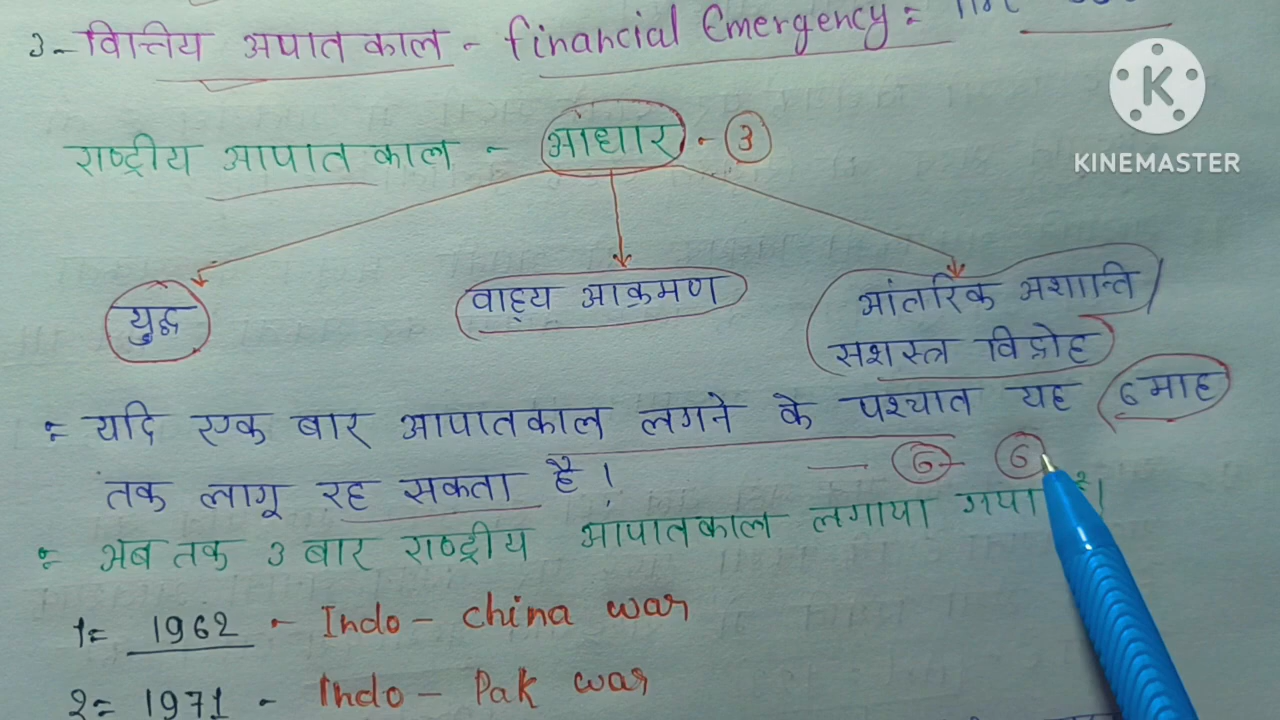 3- वित्तिय अपातकाल - financial Emergency =
राष्ट्रीय आपातकाल - आधार - 3
युद्ध
वाह्य आक्रमण
आंतरिक अशान्ति
सशस्त्र विद्रोह
= यदि एक बार आपातकाल लगने के पश्चात यह 6 माह
तक लागू रह सकता है !
— 6 - 6
= अब तक 3 बार राष्ट्रीय आपातकाल लगाया गया है।
1= 1962 - Indo - china war
2= 1971 - Indo - Pak war
K
KINEMASTER